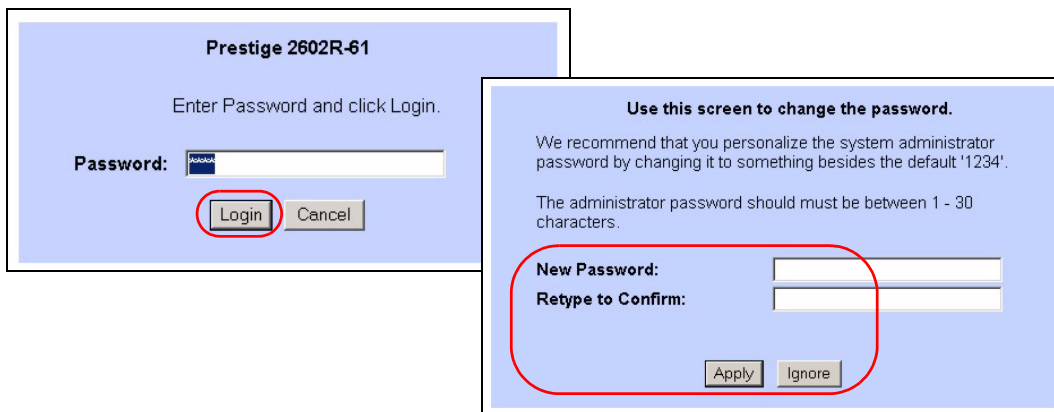 Prestige 2602R-61
Enter Password and click Login.
Password: ****
Login Cancel
Use this screen to change the password.
We recommend that you personalize the system administrator
password by changing it to something besides the default '1234'.
The administrator password should must be between 1 - 30
characters.
New Password:
Retype to Confirm:
Apply Ignore